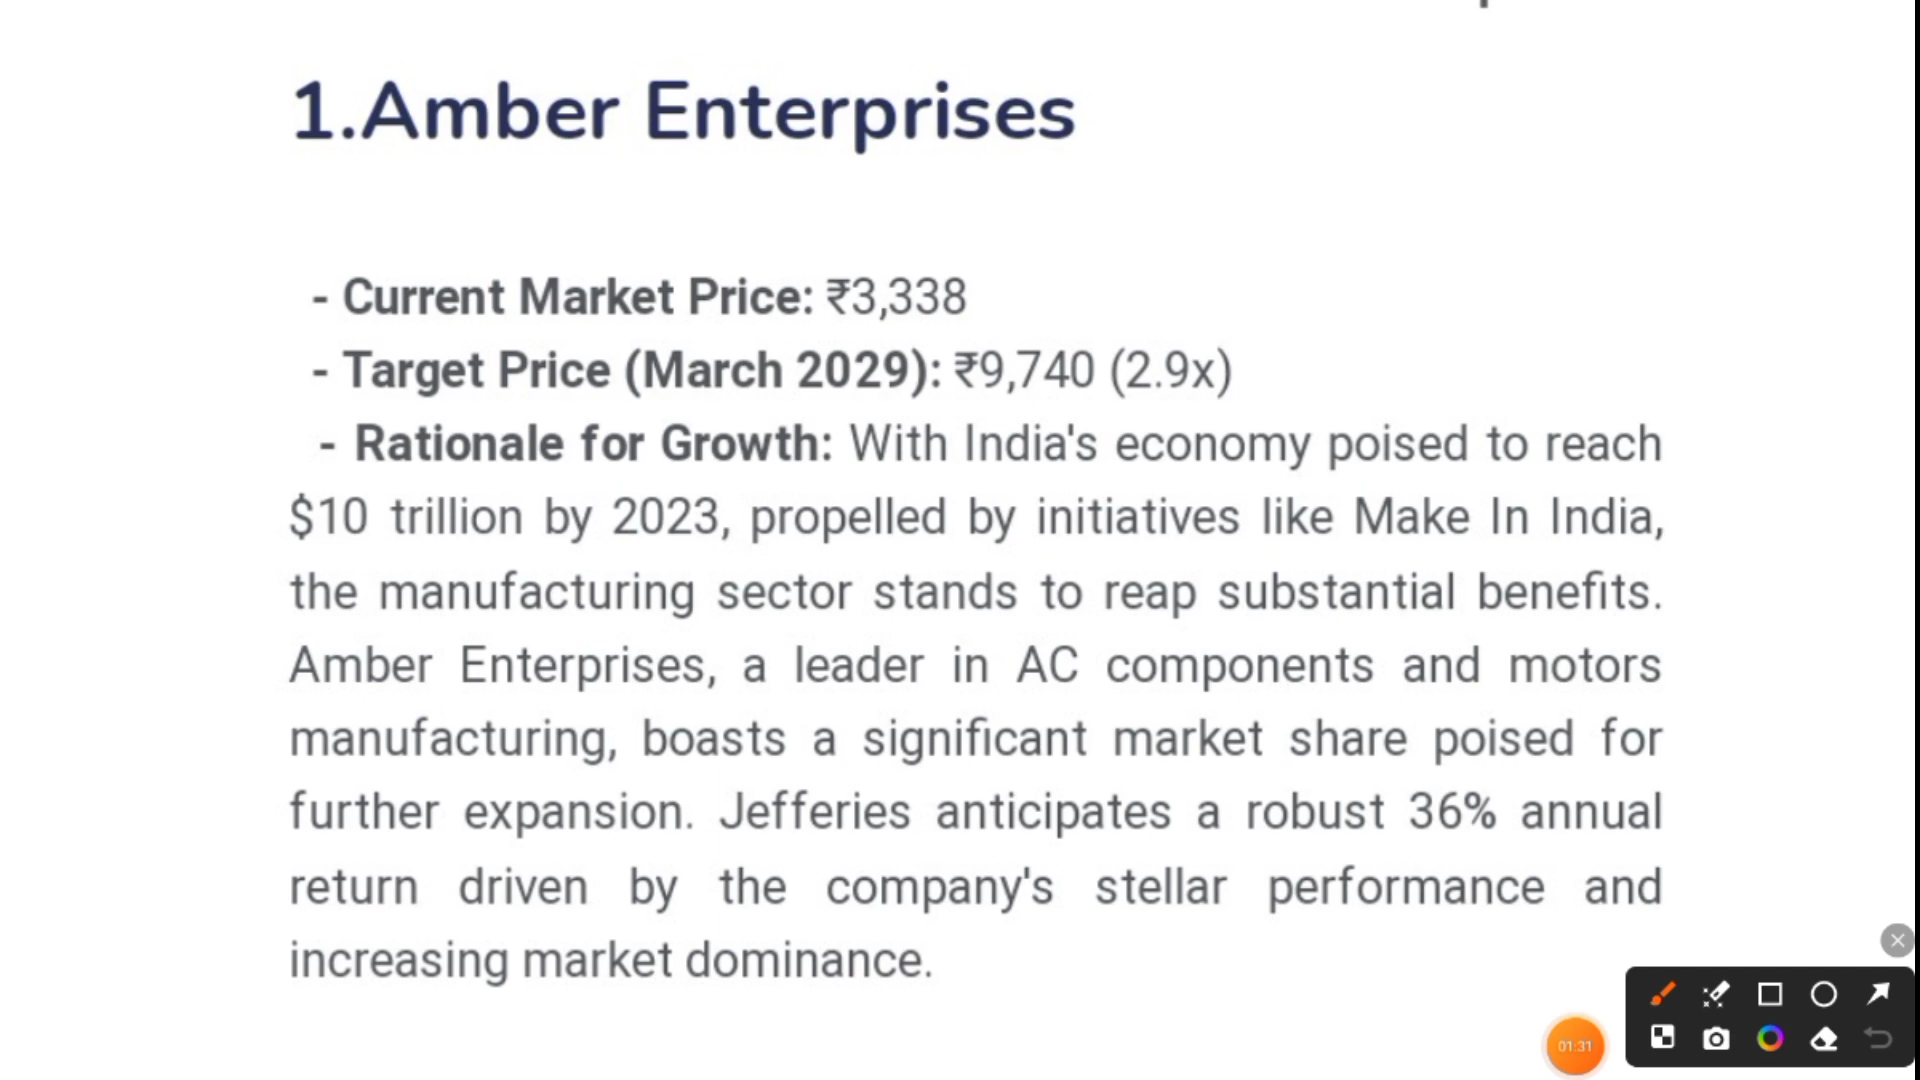 1.Amber Enterprises
- Current Market Price: ₹3,338
- Target Price (March 2029): ₹9,740 (2.9x)
- Rationale for Growth: With India's economy poised to reach
$10 trillion by 2023, propelled by initiatives like Make In India,
the manufacturing sector stands to reap substantial benefits.
Amber Enterprises, a leader in AC components and motors
manufacturing, boasts a significant market share poised for
further expansion. Jefferies anticipates a robust 36% annual
return driven by the company's stellar performance and
increasing market dominance.
01:31